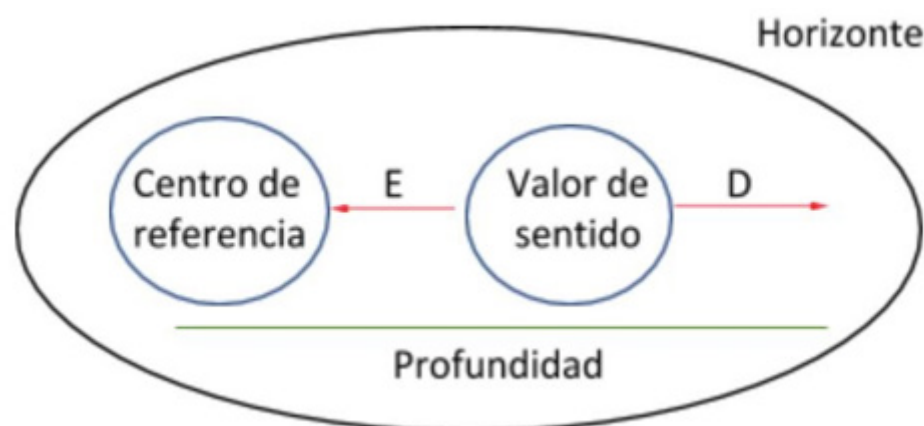 Horizonte
Centro de
referencia
E
Valor de
sentido
D
Profundidad